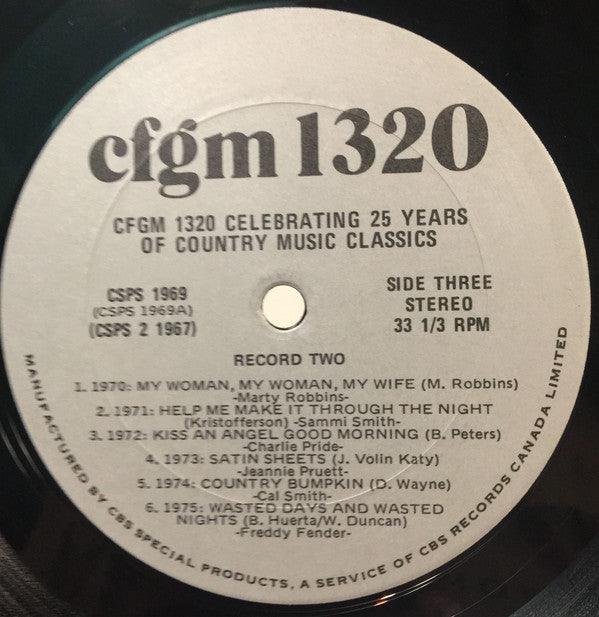 cfgm 1320
CFGM 1320 CELEBRATING 25 YEARS
OF COUNTRY MUSIC CLASSICS
CSPS 1969
(CSPS 1969A)
(CSPS 2 1967)
SIDE THREE
STEREO
33 1/3 RPM
RECORD TWO
1. 1970: MY WOMAN, MY WOMAN, MY WIFE (M. Robbins)
-Marty Robbins-
2. 1971: HELP ME MAKE IT THROUGH THE NIGHT
(Kristofferson) -Sammi Smith-
3. 1972: KISS AN ANGEL GOOD MORNING (B. Peters)
-Charlie Pride-
4. 1973: SATIN SHEETS (J. Volin Katy)
-Jeannie Pruett-
5. 1974: COUNTRY BUMPKIN (D. Wayne)
-Cal Smith-
6. 1975: WASTED DAYS AND WASTED
NIGHTS (B. Huerta/W. Duncan)
-Freddy Fender-
MANUFACTURED BY CBS SPECIAL PRODUCTS, A SERVICE OF CBS RECORDS CANADA LIMITED